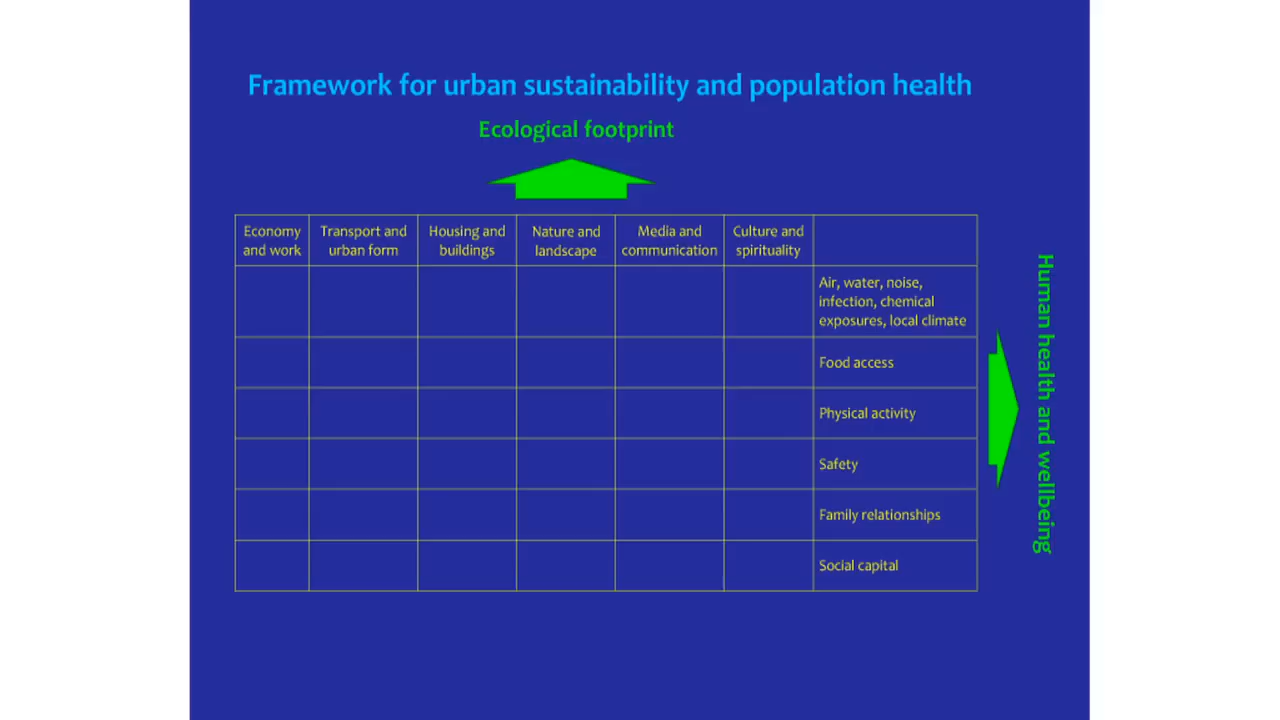 Framework for urban sustainability and population health
Ecological footprint
Economy
and work
Transport and
urban form
Housing and
buildings
Nature and
landscape
Media and
communication
Culture and
spirituality
Air, water, noise,
infection, chemical
exposures, local climate
Food access
Physical activity
Safety
Family relationships
Social capital
Human health and wellbeing